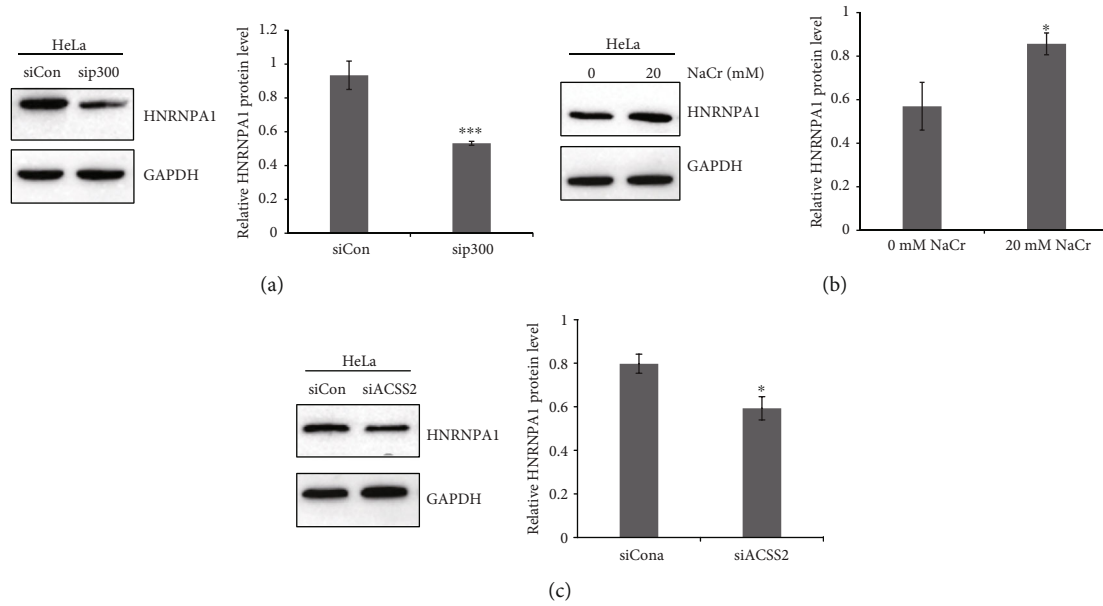 HeLa
siCon sip300
HNRNPA1
GAPDH
Relative HNRNPA1 protein level
1.2
1
0.8
0.6
0.4
0.2
0
***
siCon sip300
(a)
HeLa
0 20 NaCr (mM)
HNRNPA1
GAPDH
Relative HNRNPA1 protein level
1
0.8
0.6
0.4
0.2
0
*
0 mM NaCr 20 mM NaCr
(b)
HeLa
siCon siACSS2
HNRNPA1
GAPDH
Relative HNRNPA1 protein level
1
0.8
0.6
0.4
0.2
0
*
siCona siACSS2
(c)